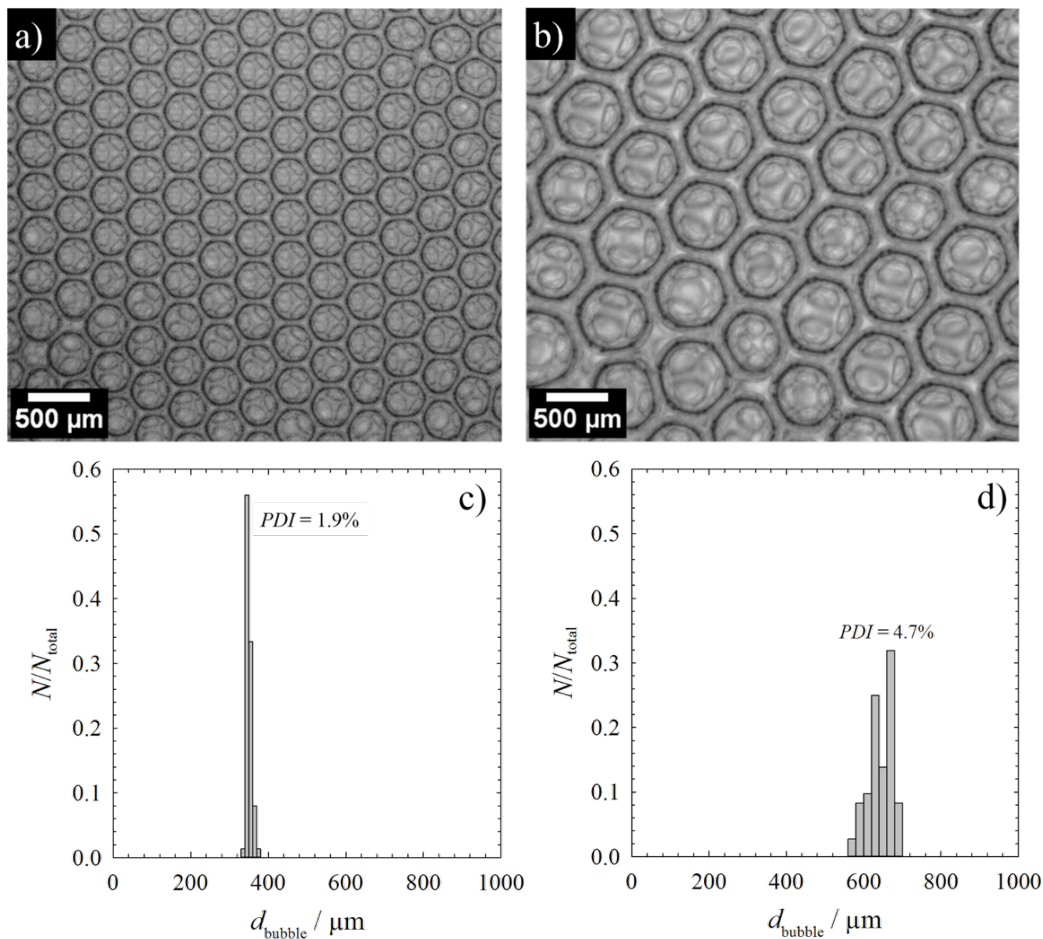 a)
500 μm
b)
500 μm
c)
PDI = 1.9%
N/Ntotal
0.6
0.5
0.4
0.3
0.2
0.1
0.0
0 200 400 600 800 1000
dbubble / μm
d)
PDI = 4.7%
N/Ntotal
0.6
0.5
0.4
0.3
0.2
0.1
0.0
0 200 400 600 800 1000
dbubble / μm